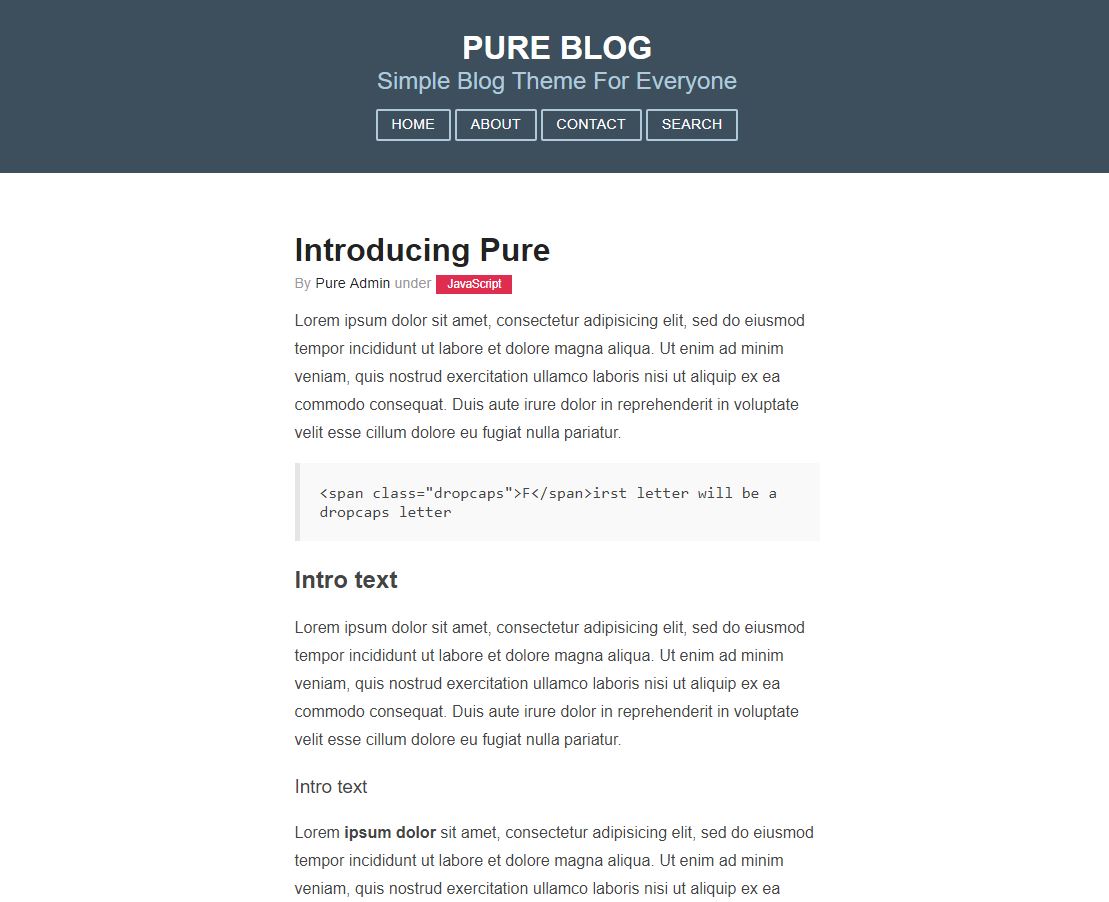 PURE BLOG
Simple Blog Theme For Everyone
HOME ABOUT CONTACT SEARCH
Introducing Pure
By Pure Admin under JavaScript
Lorem ipsum dolor sit amet, consectetur adipisicing elit, sed do eiusmod
tempor incididunt ut labore et dolore magna aliqua. Ut enim ad minim
veniam, quis nostrud exercitation ullamco laboris nisi ut aliquip ex ea
commodo consequat. Duis aute irure dolor in reprehenderit in voluptate
velit esse cillum dolore eu fugiat nulla pariatur.
<span class="dropcaps">F</span>irst letter will be a
dropcaps letter
Intro text
Lorem ipsum dolor sit amet, consectetur adipisicing elit, sed do eiusmod
tempor incididunt ut labore et dolore magna aliqua. Ut enim ad minim
veniam, quis nostrud exercitation ullamco laboris nisi ut aliquip ex ea
commodo consequat. Duis aute irure dolor in reprehenderit in voluptate
velit esse cillum dolore eu fugiat nulla pariatur.
Intro text
Lorem ipsum dolor sit amet, consectetur adipisicing elit, sed do eiusmod
tempor incididunt ut labore et dolore magna aliqua. Ut enim ad minim
veniam, quis nostrud exercitation ullamco laboris nisi ut aliquip ex ea